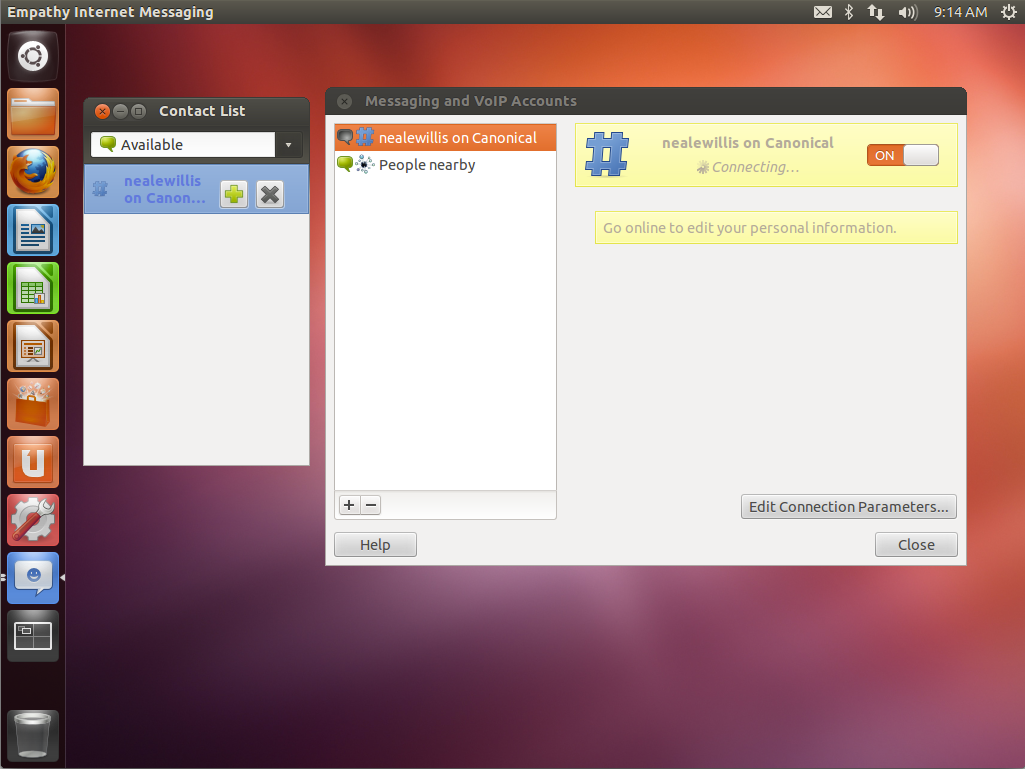 Empathy Internet Messaging
9:14 AM
Contact List
Available
nealewillis
on Canon...
Messaging and VoIP Accounts
nealewillis on Canonical
People nearby
nealewillis on Canonical
Connecting...
ON
Go online to edit your personal information.
Edit Connection Parameters...
Help
Close